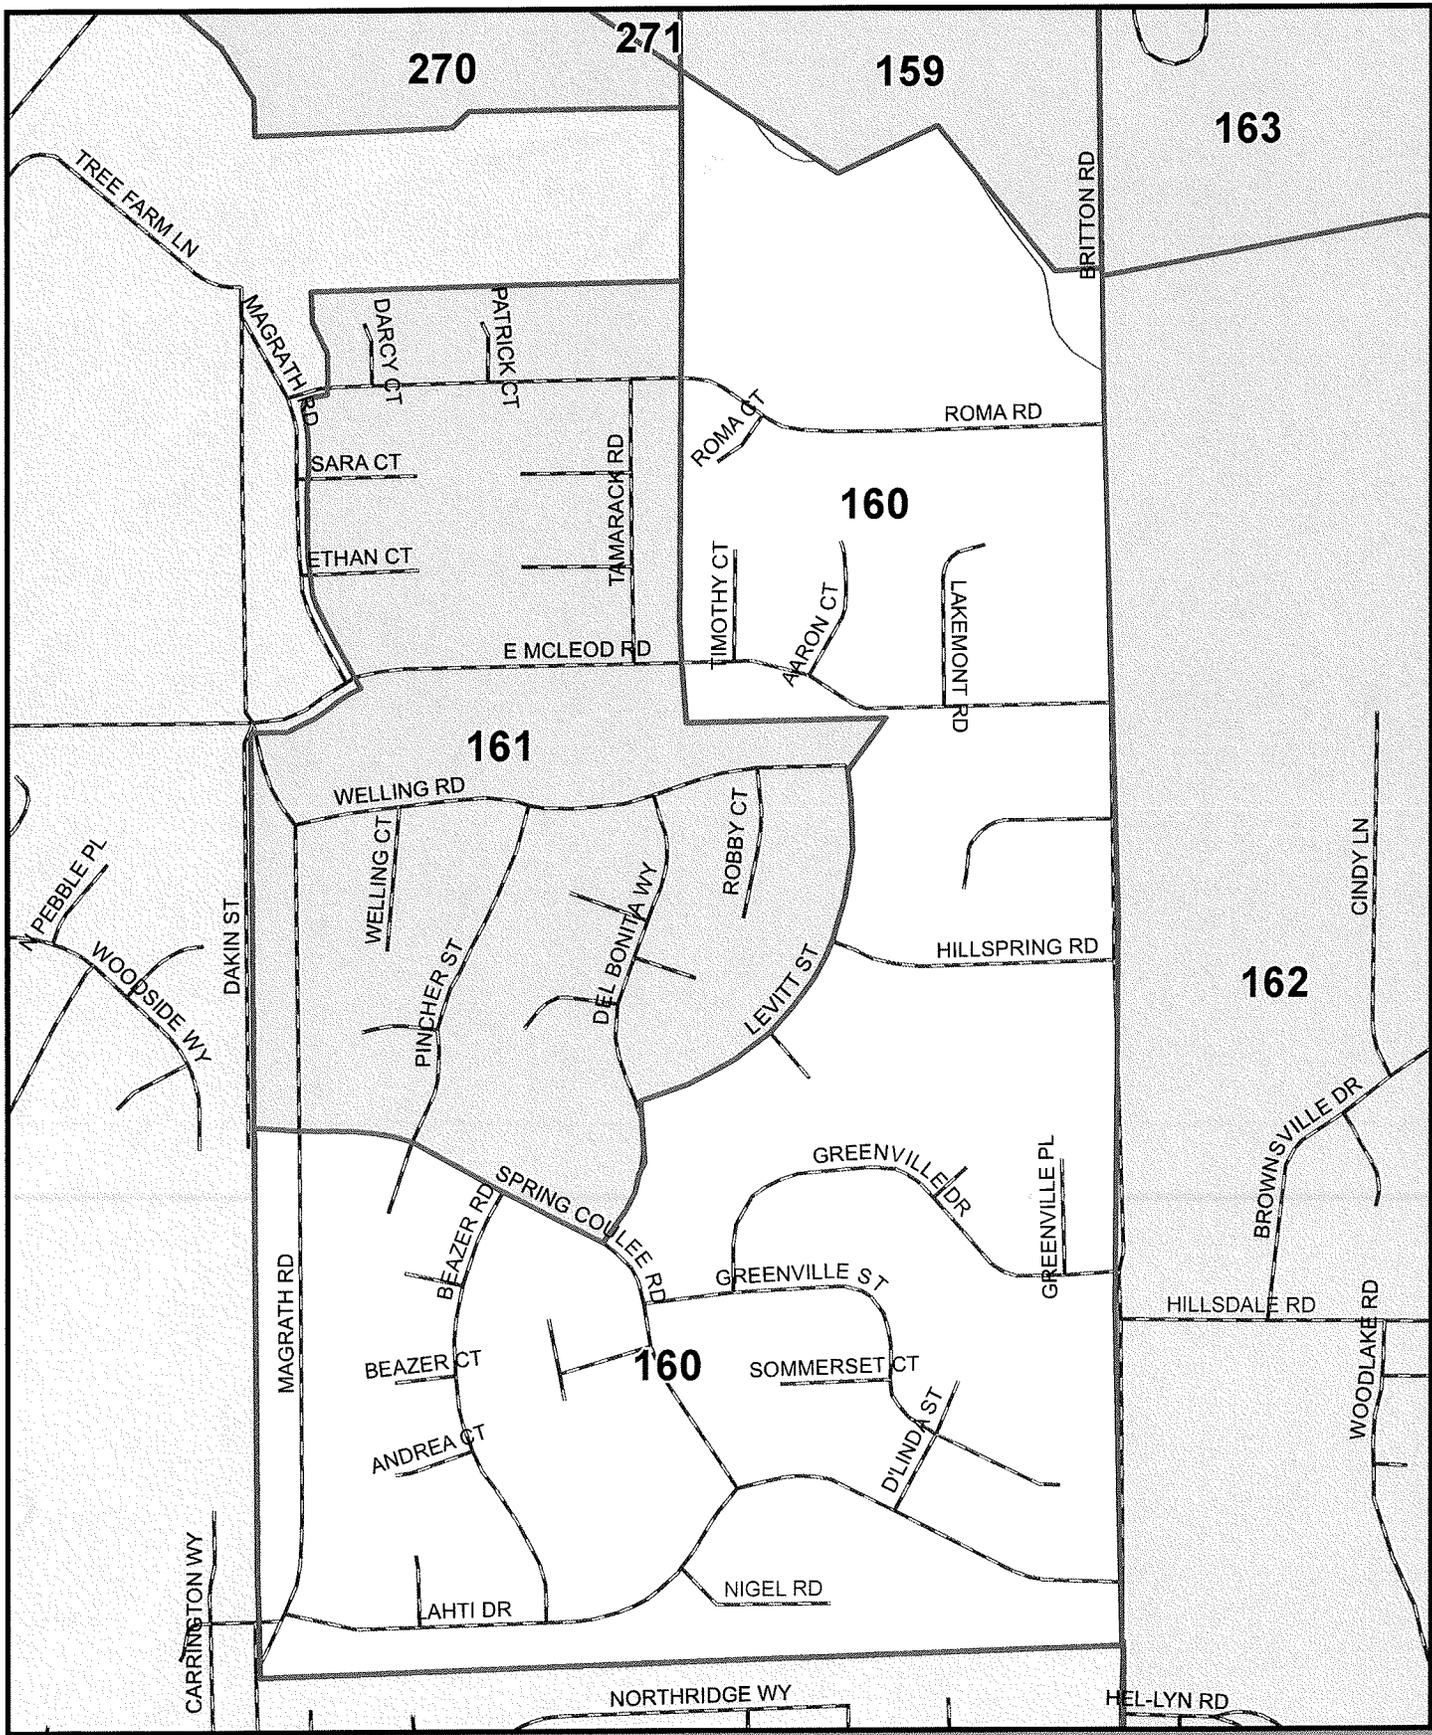 271
270
159
163
TREE FARM LN
BRITTON RD
MAGRATH RD
DARCY CT
PATRICK CT
ROMA CT
ROMA RD
SARA CT
TAMARACK RD
160
ETHAN CT
TIMOTHY CT
AARON CT
LAKEMONT RD
E MCLEOD RD
161
WELLING RD
WELLING CT
ROBBY CT
CINDY LN
N PEBBLE PL
WOODSIDE WY
DAKIN ST
PINCHER ST
DEL BONITA WY
LEVITT ST
HILLSPRING RD
162
BROWNSVILLE DR
SPRING COULEE RD
GREENVILLE DR
GREENVILLE PL
BEAZER RD
GREENVILLE ST
HILLSDALE RD
MAGRATH RD
WOODLAKE RD
BEAZER CT
160
SOMMERSET CT
ANDREA CT
D'LINDA ST
CARRINGTON WY
LAHTI DR
NIGEL RD
NORTHRIDGE WY
HEL-LYN RD